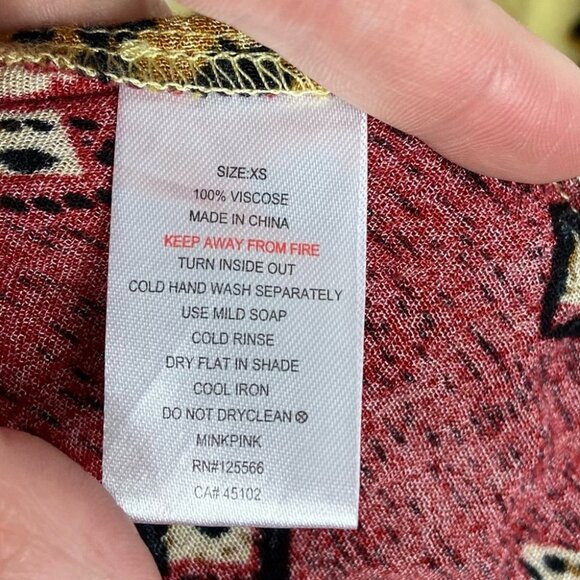 SIZE:XS
100% VISCOSE
MADE IN CHINA
KEEP AWAY FROM FIRE
TURN INSIDE OUT
COLD HAND WASH SEPARATELY
USE MILD SOAP
COLD RINSE
DRY FLAT IN SHADE
COOL IRON
DO NOT DRYCLEAN ⊗
MINKPINK
RN#125566
CA# 45102